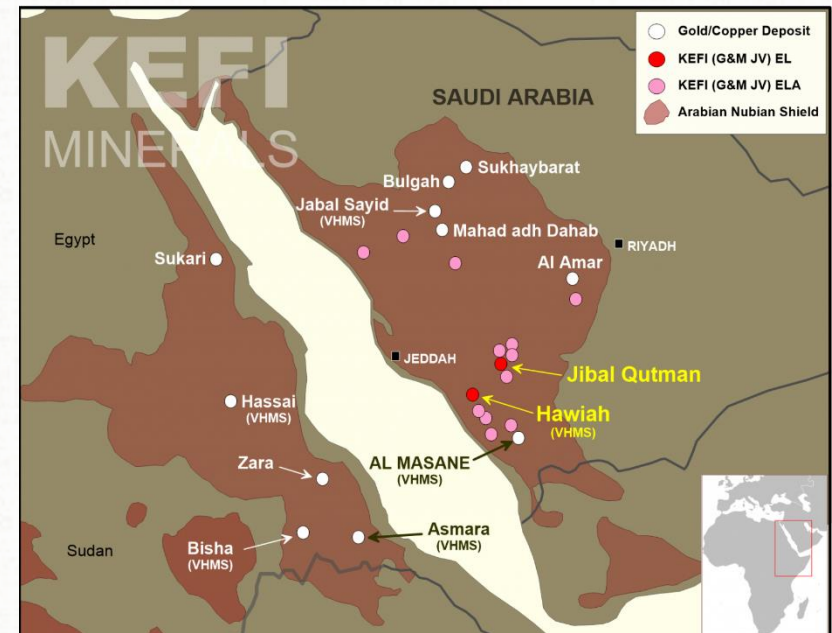 KEFI
MINERALS
Gold/Copper Deposit
KEFI (G&M JV) EL
KEFI (G&M JV) ELA
Arabian Nubian Shield
SAUDI ARABIA
Sukhaybarat
Bulgah
Jabal Sayid
(VHMS)
Mahad adh Dahab
Egypt
RIYADH
Sukari
Al Amar
JEDDAH
Jibal Qutman
Hassai
(VHMS)
Hawiah
(VHMS)
Zara
AL MASANE
(VHMS)
Sudan
Bisha
(VHMS)
Asmara
(VHMS)